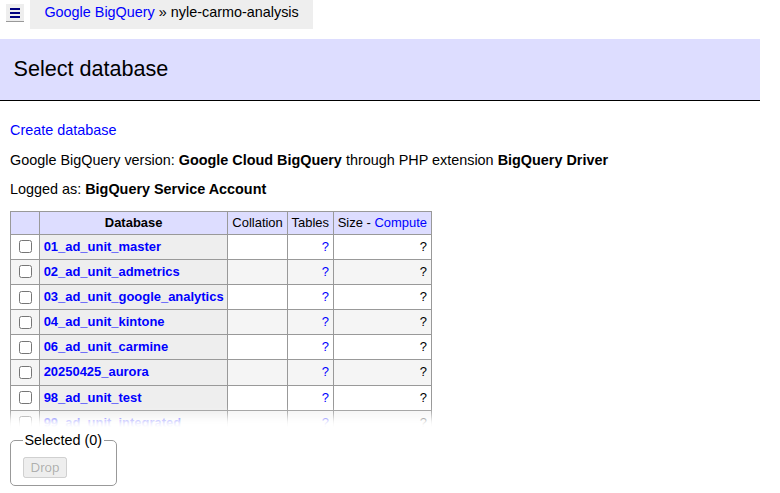 Google BigQuery » nyle-carmo-analysis
Select database
Create database
Google BigQuery version: Google Cloud BigQuery through PHP extension BigQuery Driver
Logged as: BigQuery Service Account
Database Collation Tables Size - Compute
01_ad_unit_master ? ?
02_ad_unit_admetrics ? ?
03_ad_unit_google_analytics ? ?
04_ad_unit_kintone ? ?
06_ad_unit_carmine ? ?
20250425_aurora ? ?
98_ad_unit_test ? ?
99_ad_unit_integrated ? ?
Selected (0)
Drop